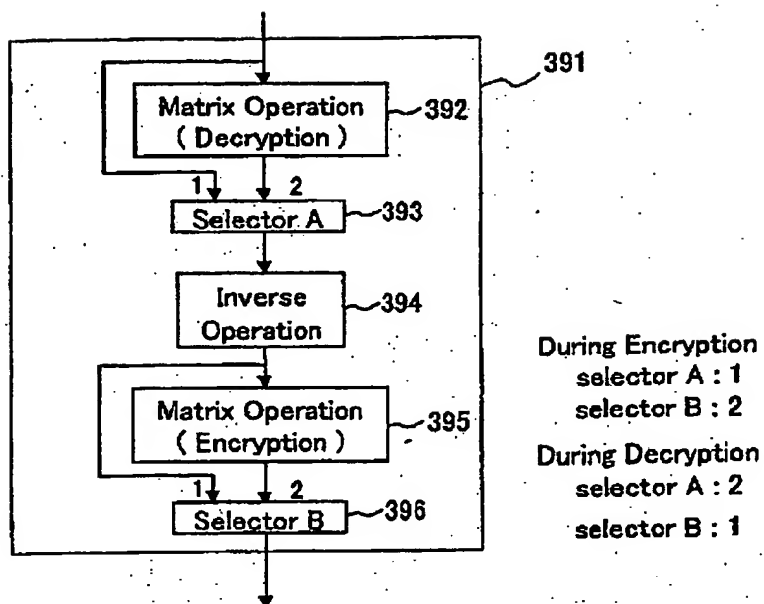 391
Matrix Operation
( Decryption )
392
1
2
Selector A
393
Inverse
Operation
394
Matrix Operation
( Encryption )
395
1
2
Selector B
396
During Encryption
selector A : 1
selector B : 2
During Decryption
selector A : 2
selector B : 1